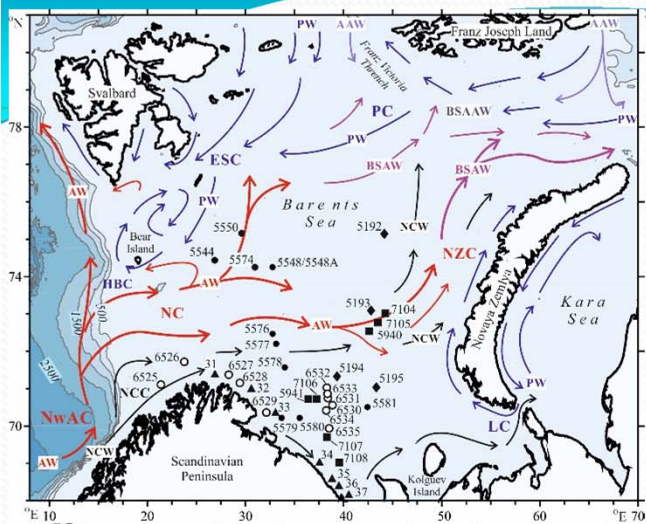 °N
PW
AAW
AAW
Franz Joseph Land
Franz Victoria
Thrench
Svalbard
78
PC
BSAAW
PW
PW
ESC
BSAW
BSAW
AW
PW
Barents
Sea
5550
5192
NCW
Bear
Island
5544
5574
5548/5548A
NZC
74
HBC
AW
Novaya Zemlya
Kara
Sea
500
1500
2500
NC
5193
7104
7105
5940
AW
5576
5577
NCW
6526
31
6527
5578
6532
5194
6525
6528
7106
6533
5195
NCC
32
5941
6531
6530
5581
PW
NwAC
6529
33
6534
5579
5580
6535
LC
70
7107
AW
NCW
34
7108
Scandinavian
Peninsula
35
36
37
Kolguev
Island
°E
10
20
30
40
50
60
70